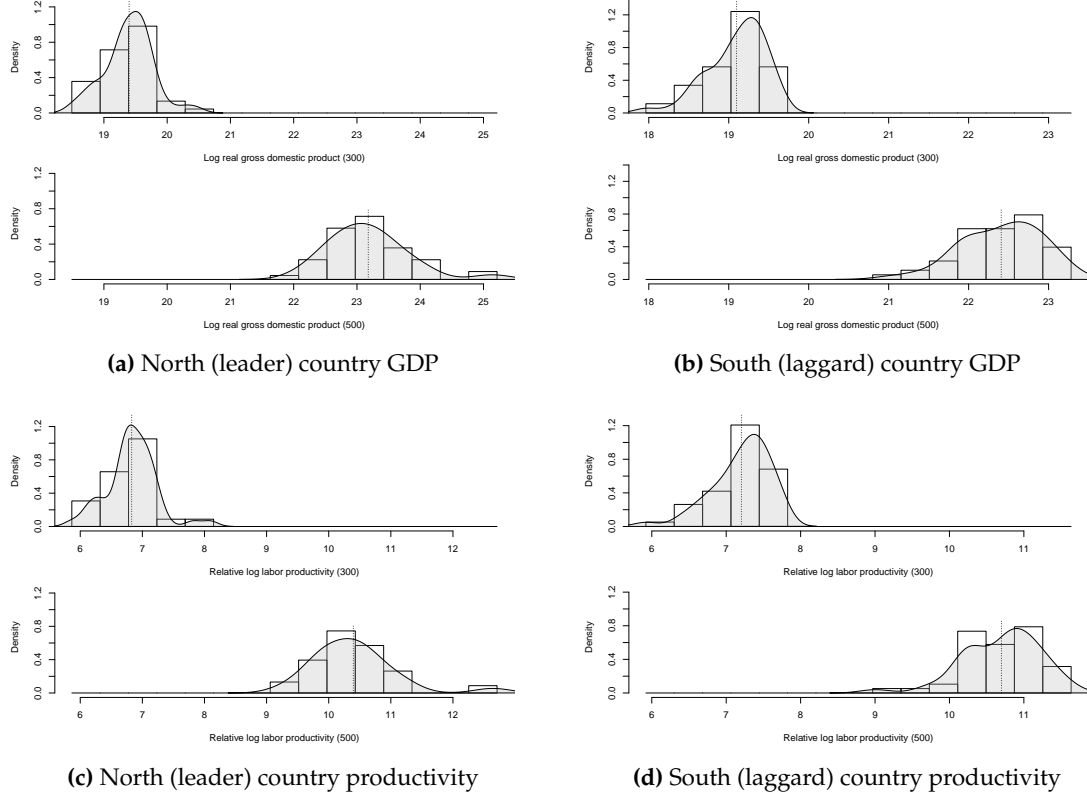 Density
0.0 0.4 0.8 1.2
19 20 21 22 23 24 25
Log real gross domestic product (300)
Density
0.0 0.4 0.8 1.2
19 20 21 22 23 24 25
Log real gross domestic product (500)
(a) North (leader) country GDP
Density
0.0 0.4 0.8 1.2
18 19 20 21 22 23
Log real gross domestic product (300)
Density
0.0 0.4 0.8 1.2
18 19 20 21 22 23
Log real gross domestic product (500)
(b) South (laggard) country GDP
Density
0.0 0.4 0.8 1.2
6 7 8 9 10 11 12
Relative log labor productivity (300)
Density
0.0 0.4 0.8 1.2
6 7 8 9 10 11 12
Relative log labor productivity (500)
(c) North (leader) country productivity
Density
0.0 0.4 0.8 1.2
6 7 8 9 10 11
Relative log labor productivity (300)
Density
0.0 0.4 0.8 1.2
6 7 8 9 10 11
Relative log labor productivity (500)
(d) South (laggard) country productivity